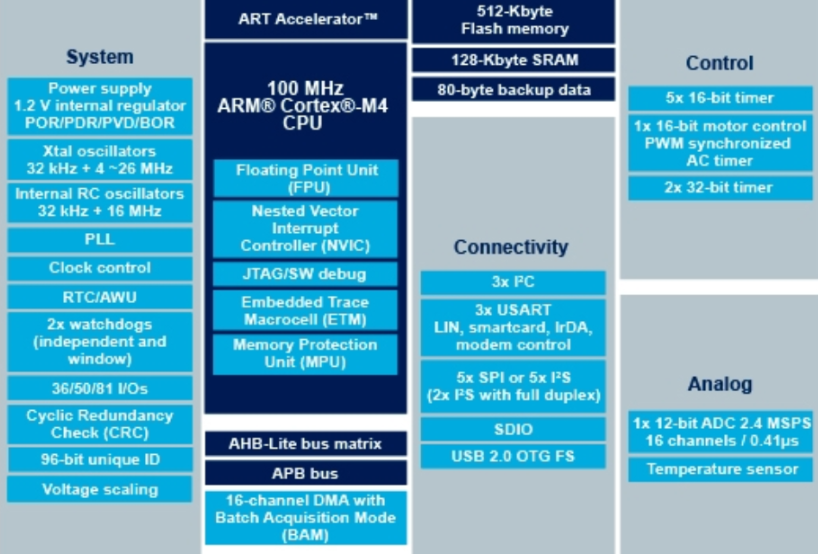 System
Power supply
1.2 V internal regulator
POR/PDR/PVD/BOR
Xtal oscillators
32 kHz + 4 ~26 MHz
Internal RC oscillators
32 kHz + 16 MHz
PLL
Clock control
RTC/AWU
2x watchdogs
(independent and
window)
36/50/81 I/Os
Cyclic Redundancy
Check (CRC)
96-bit unique ID
Voltage scaling
ART Accelerator™
100 MHz
ARM® Cortex®-M4
CPU
Floating Point Unit
(FPU)
Nested Vector
Interrupt
Controller (NVIC)
JTAG/SW debug
Embedded Trace
Macrocell (ETM)
Memory Protection
Unit (MPU)
AHB-Lite bus matrix
APB bus
16-channel DMA with
Batch Acquisition Mode
(BAM)
512-Kbyte
Flash memory
128-Kbyte SRAM
80-byte backup data
Connectivity
3x I²C
3x USART
LIN, smartcard, IrDA,
modem control
5x SPI or 5x I²S
(2x I²S with full duplex)
SDIO
USB 2.0 OTG FS
Control
5x 16-bit timer
1x 16-bit motor control
PWM synchronized
AC timer
2x 32-bit timer
Analog
1x 12-bit ADC 2.4 MSPS
16 channels / 0.41µs
Temperature sensor